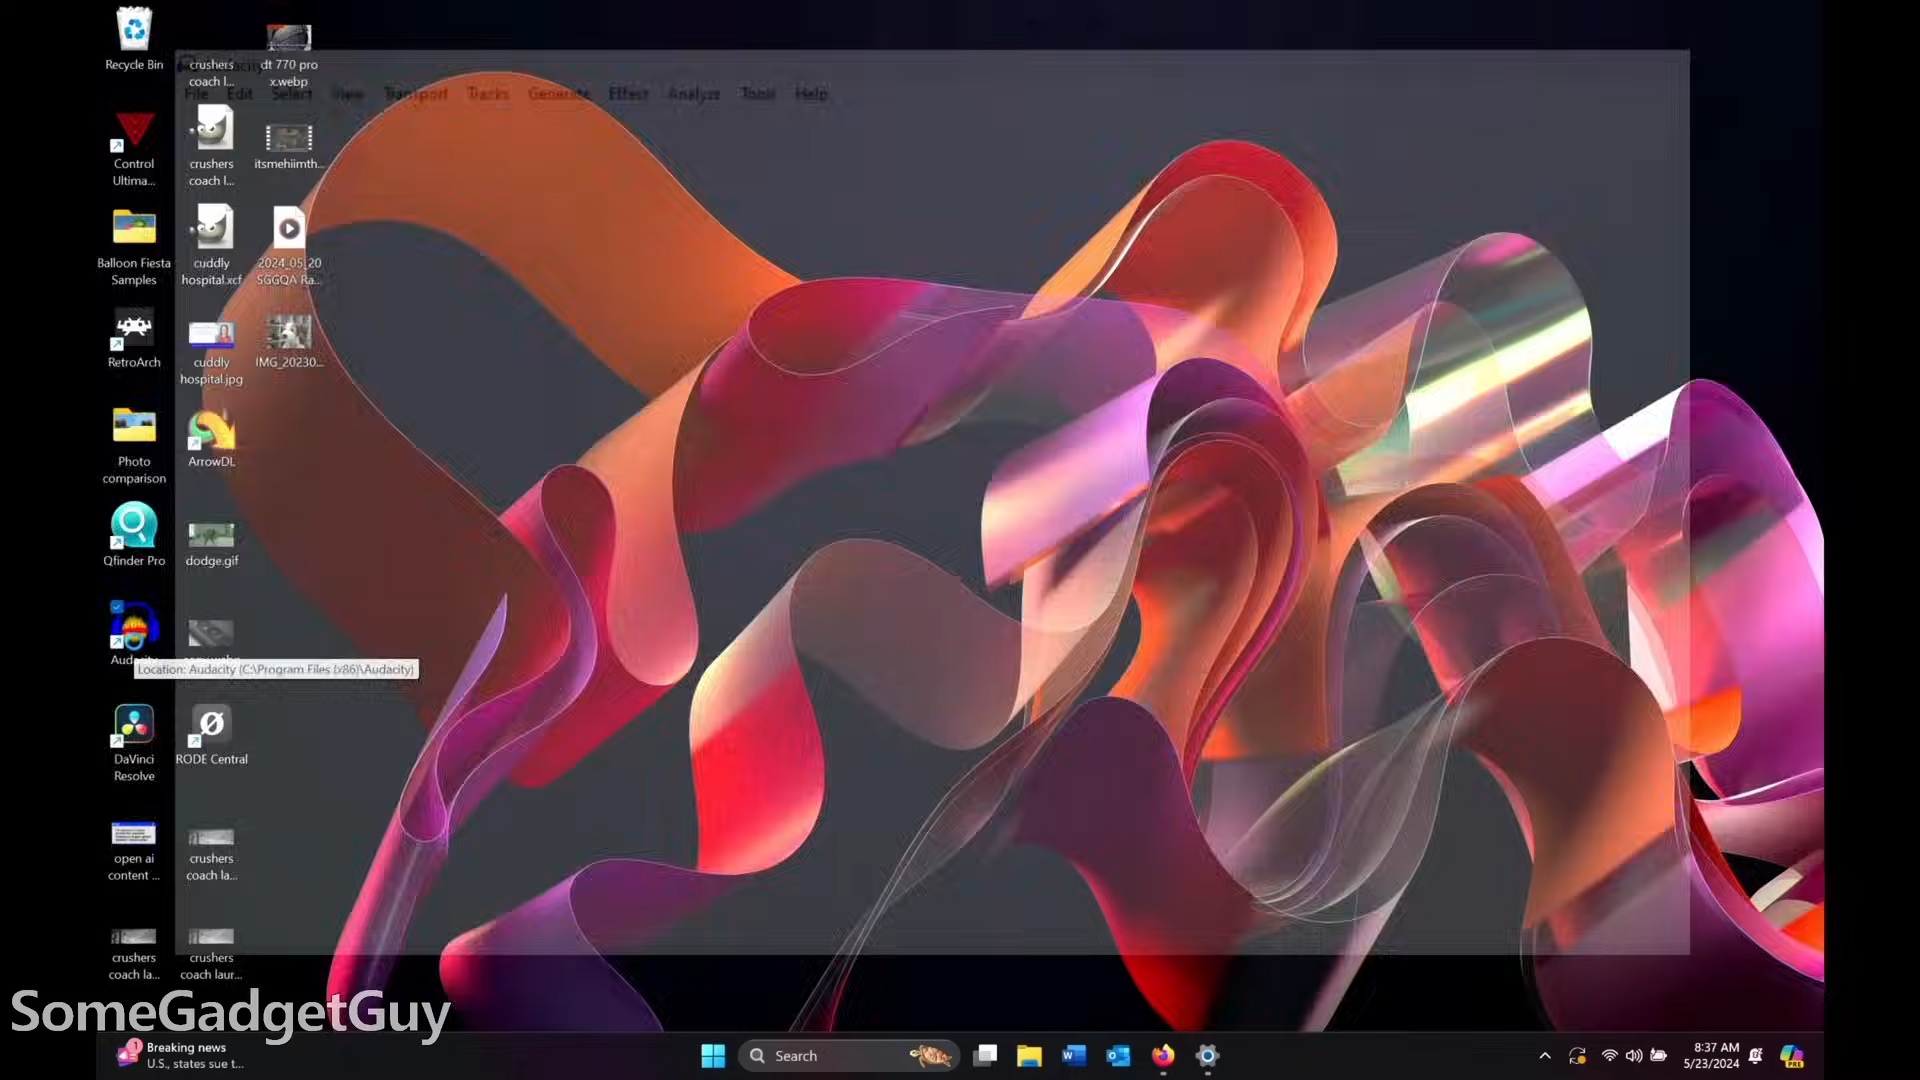 Recycle Bin
crushers
coach l...
dt 770 pro
x.webp
File Edit Select View Transport Tracks Generate Effect Analyze Tools Help
Control
Ultima...
crushers
coach l...
itsmehiimth...
Balloon Fiesta
Samples
cuddly
hospital.xcf
2024_05_20
SGGQA Ra...
RetroArch
cuddly
hospital.jpg
IMG_20230...
Photo
comparison
ArrowDL
Qfinder Pro
dodge.gif
Audacity
Location: Audacity (C:\Program Files (x86)\Audacity)
DaVinci
Resolve
RODE Central
open ai
content ...
crushers
coach la...
crushers
coach la...
crushers
coach laur...
SomeGadgetGuy
1
Breaking news
U.S., states sue t...
Search
8:37 AM
5/23/2024
PRE